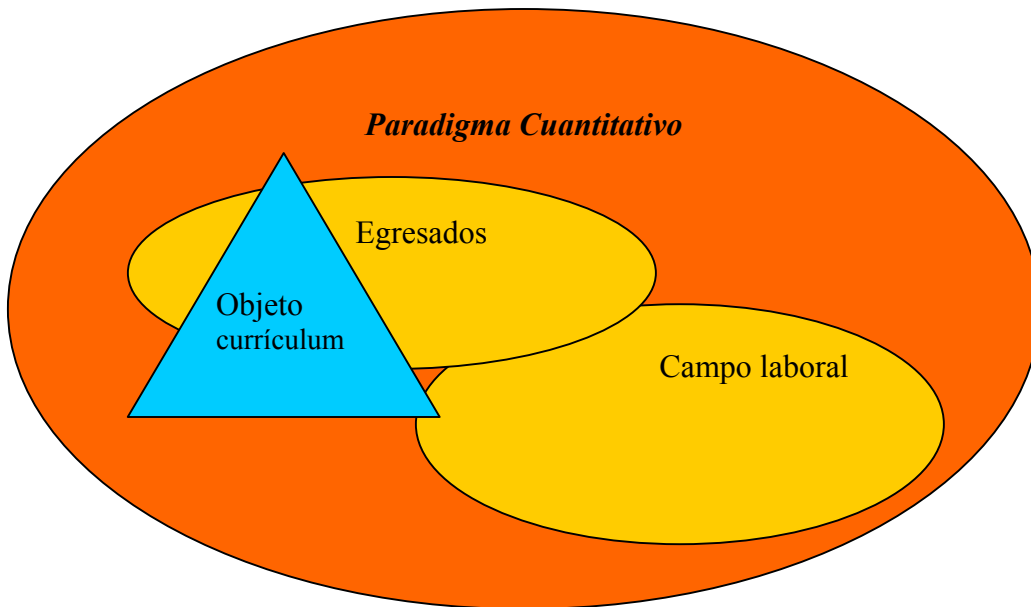 Paradigma Cuantitativo
Egresados
Objeto
currículum
Campo laboral